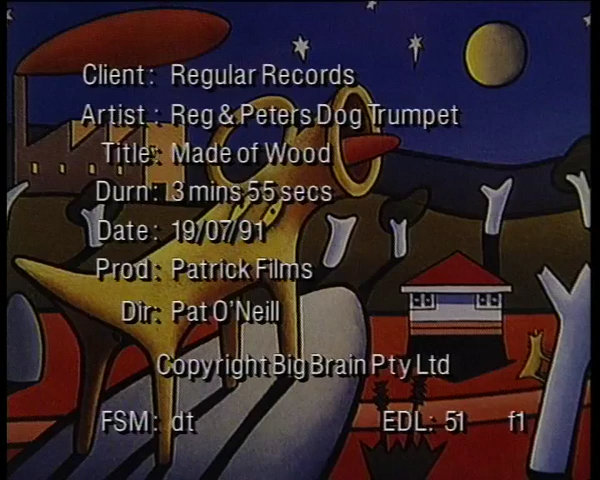 Client: Regular Records
Artist: Reg & Peters Dog Trumpet
Title: Made of Wood
Durn: 3 mins 55 secs
Date: 19/07/91
Prod: Patrick Films
Dir: Pat O'Neill
Copyright Big Brain Pty Ltd
FSM: dt EDL: 51 f1